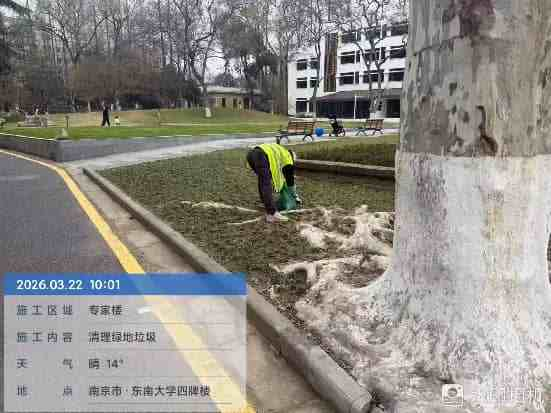 2026.03.22 10:01
施工区域 专家楼
施工内容 清理绿地垃圾
天 气 晴 14°
地 点 南京市·东南大学四牌楼